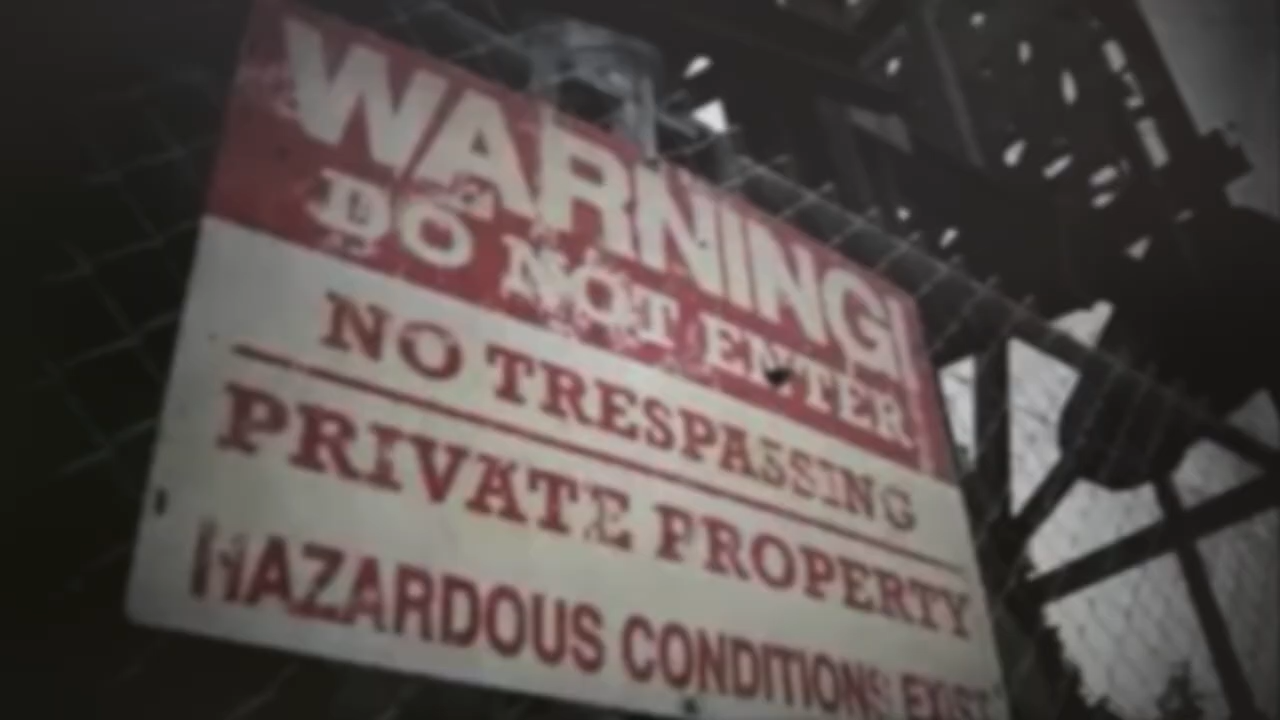 WARNING!
DO NOT ENTER
NO TRESPASSING
PRIVATE PROPERTY
HAZARDOUS CONDITIONS EXIST